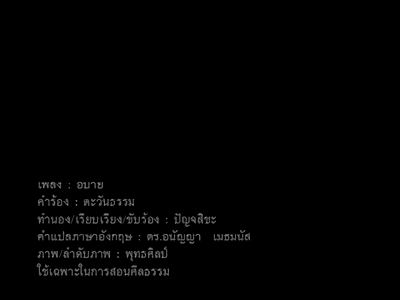 เพลง : อบาย
คำร้อง : ตะวันธรรม
ทำนอง/เรียบเรียง/ขับร้อง : ปัญจสิขะ
คำแปลภาษาอังกฤษ : ดร.อนัญญา เมธมนัส
ภาพ/ลำดับภาพ : พุทธศิลป์
ใช้เฉพาะในการสอนศีลธรรม